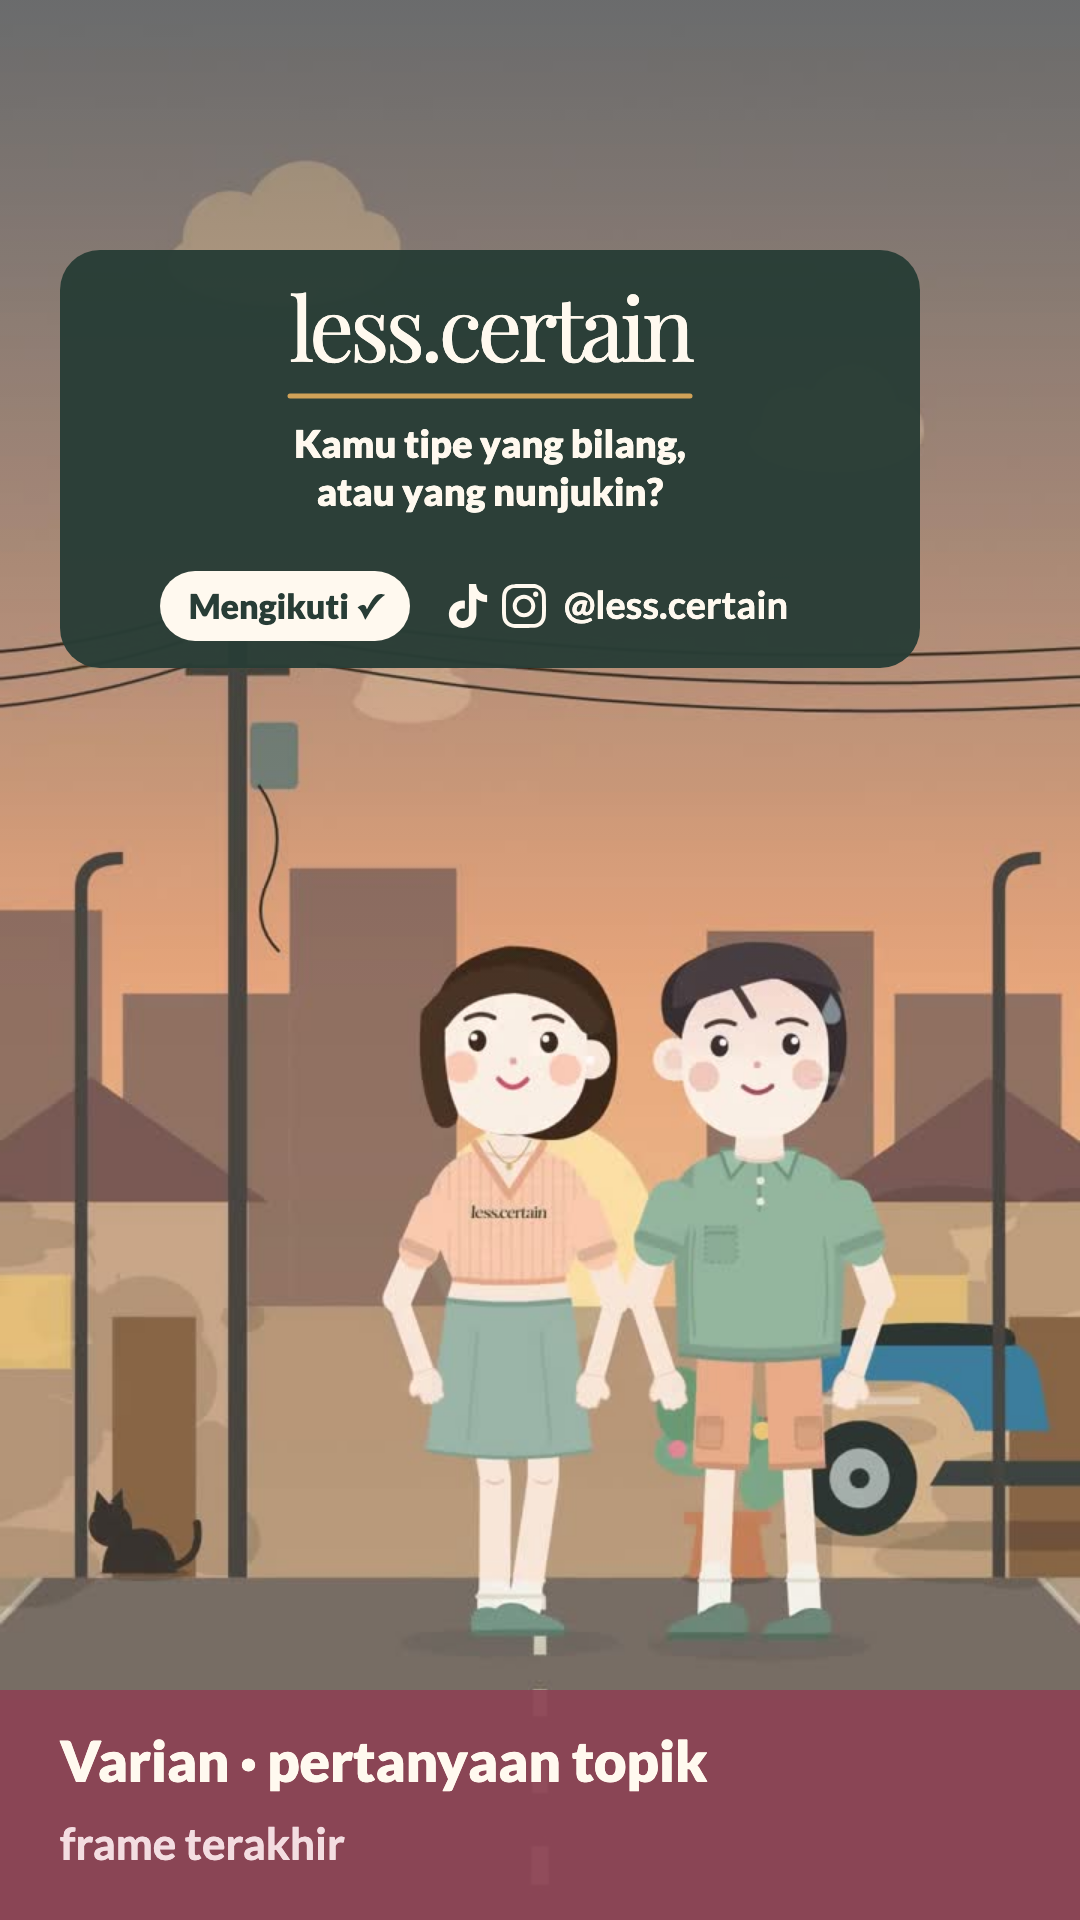 less.certain
Kamu tipe yang bilang,
atau yang nunjukin?
Mengikuti ✓
@less.certain
less.certain
Varian • pertanyaan topik
frame terakhir